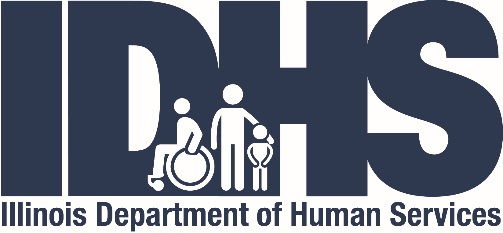 IDHS
Illinois Department of Human Services